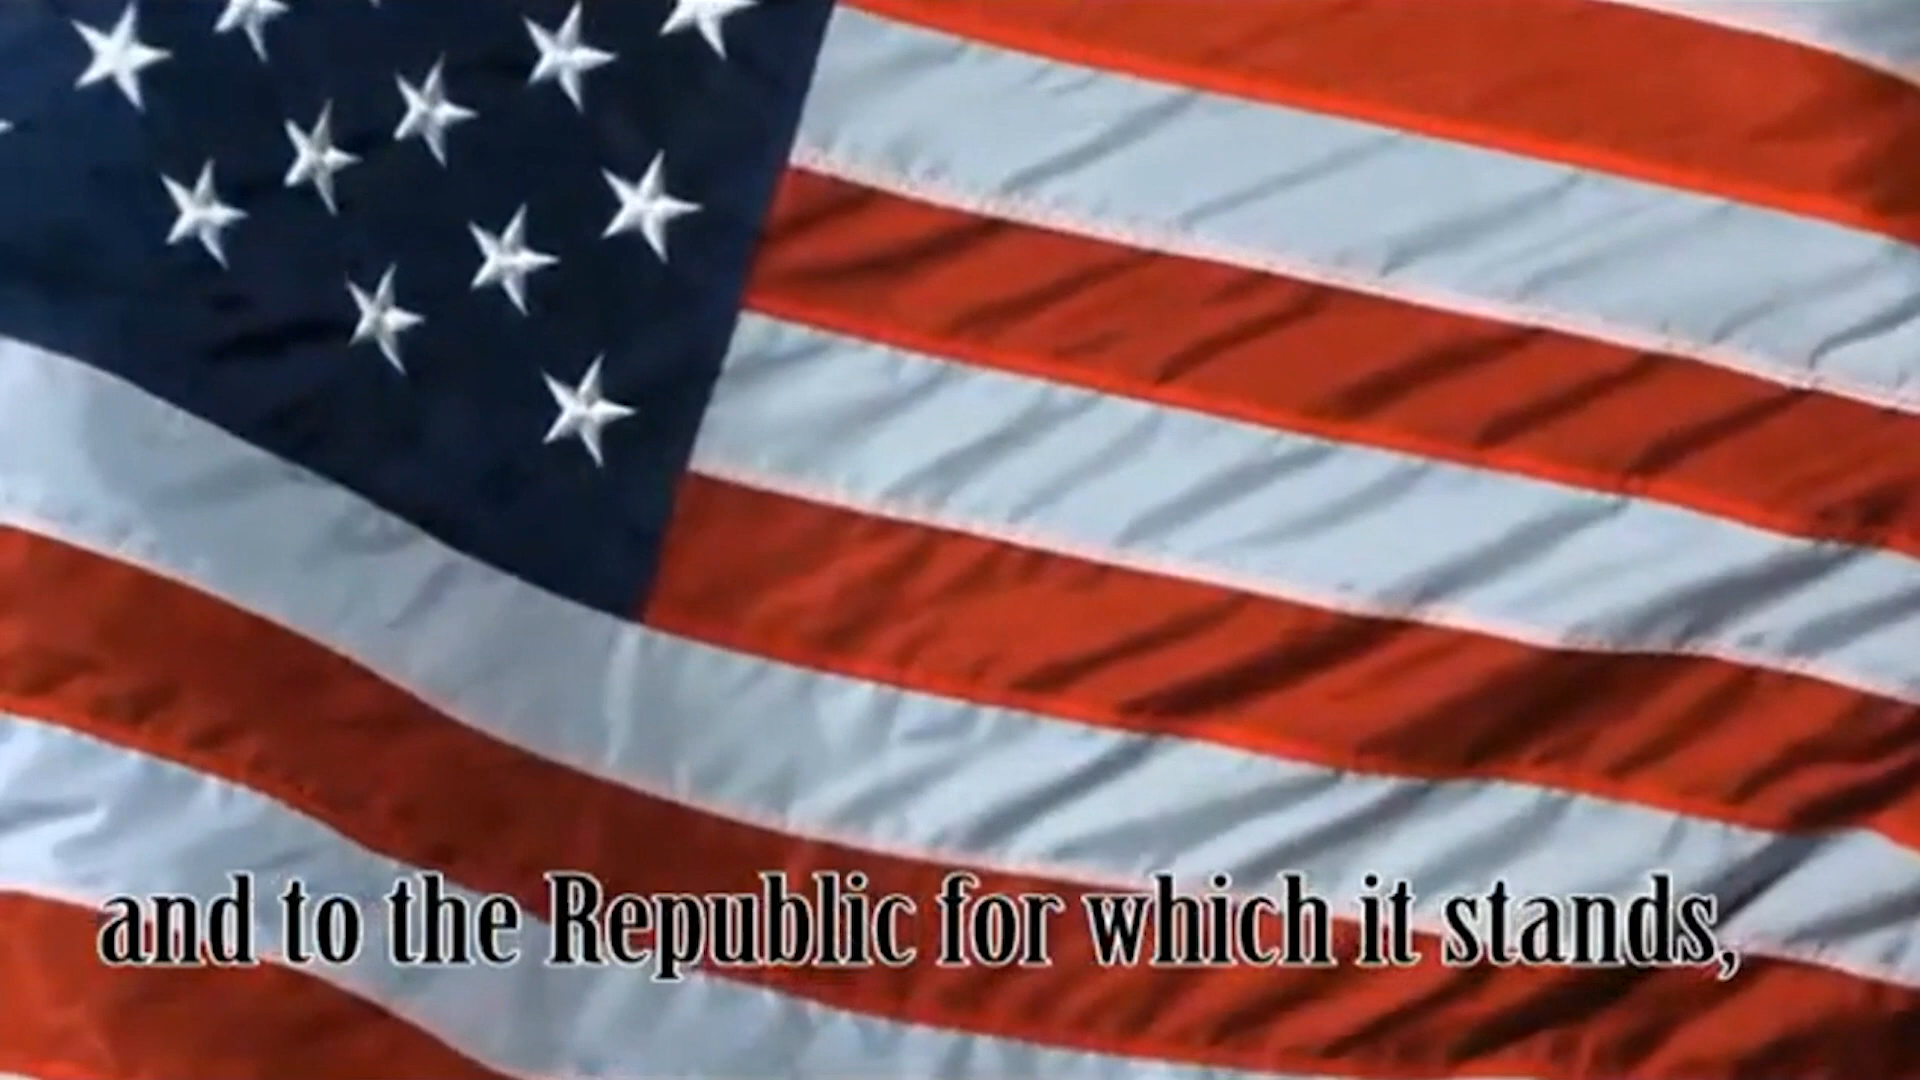 and to the Republic for which it stands,